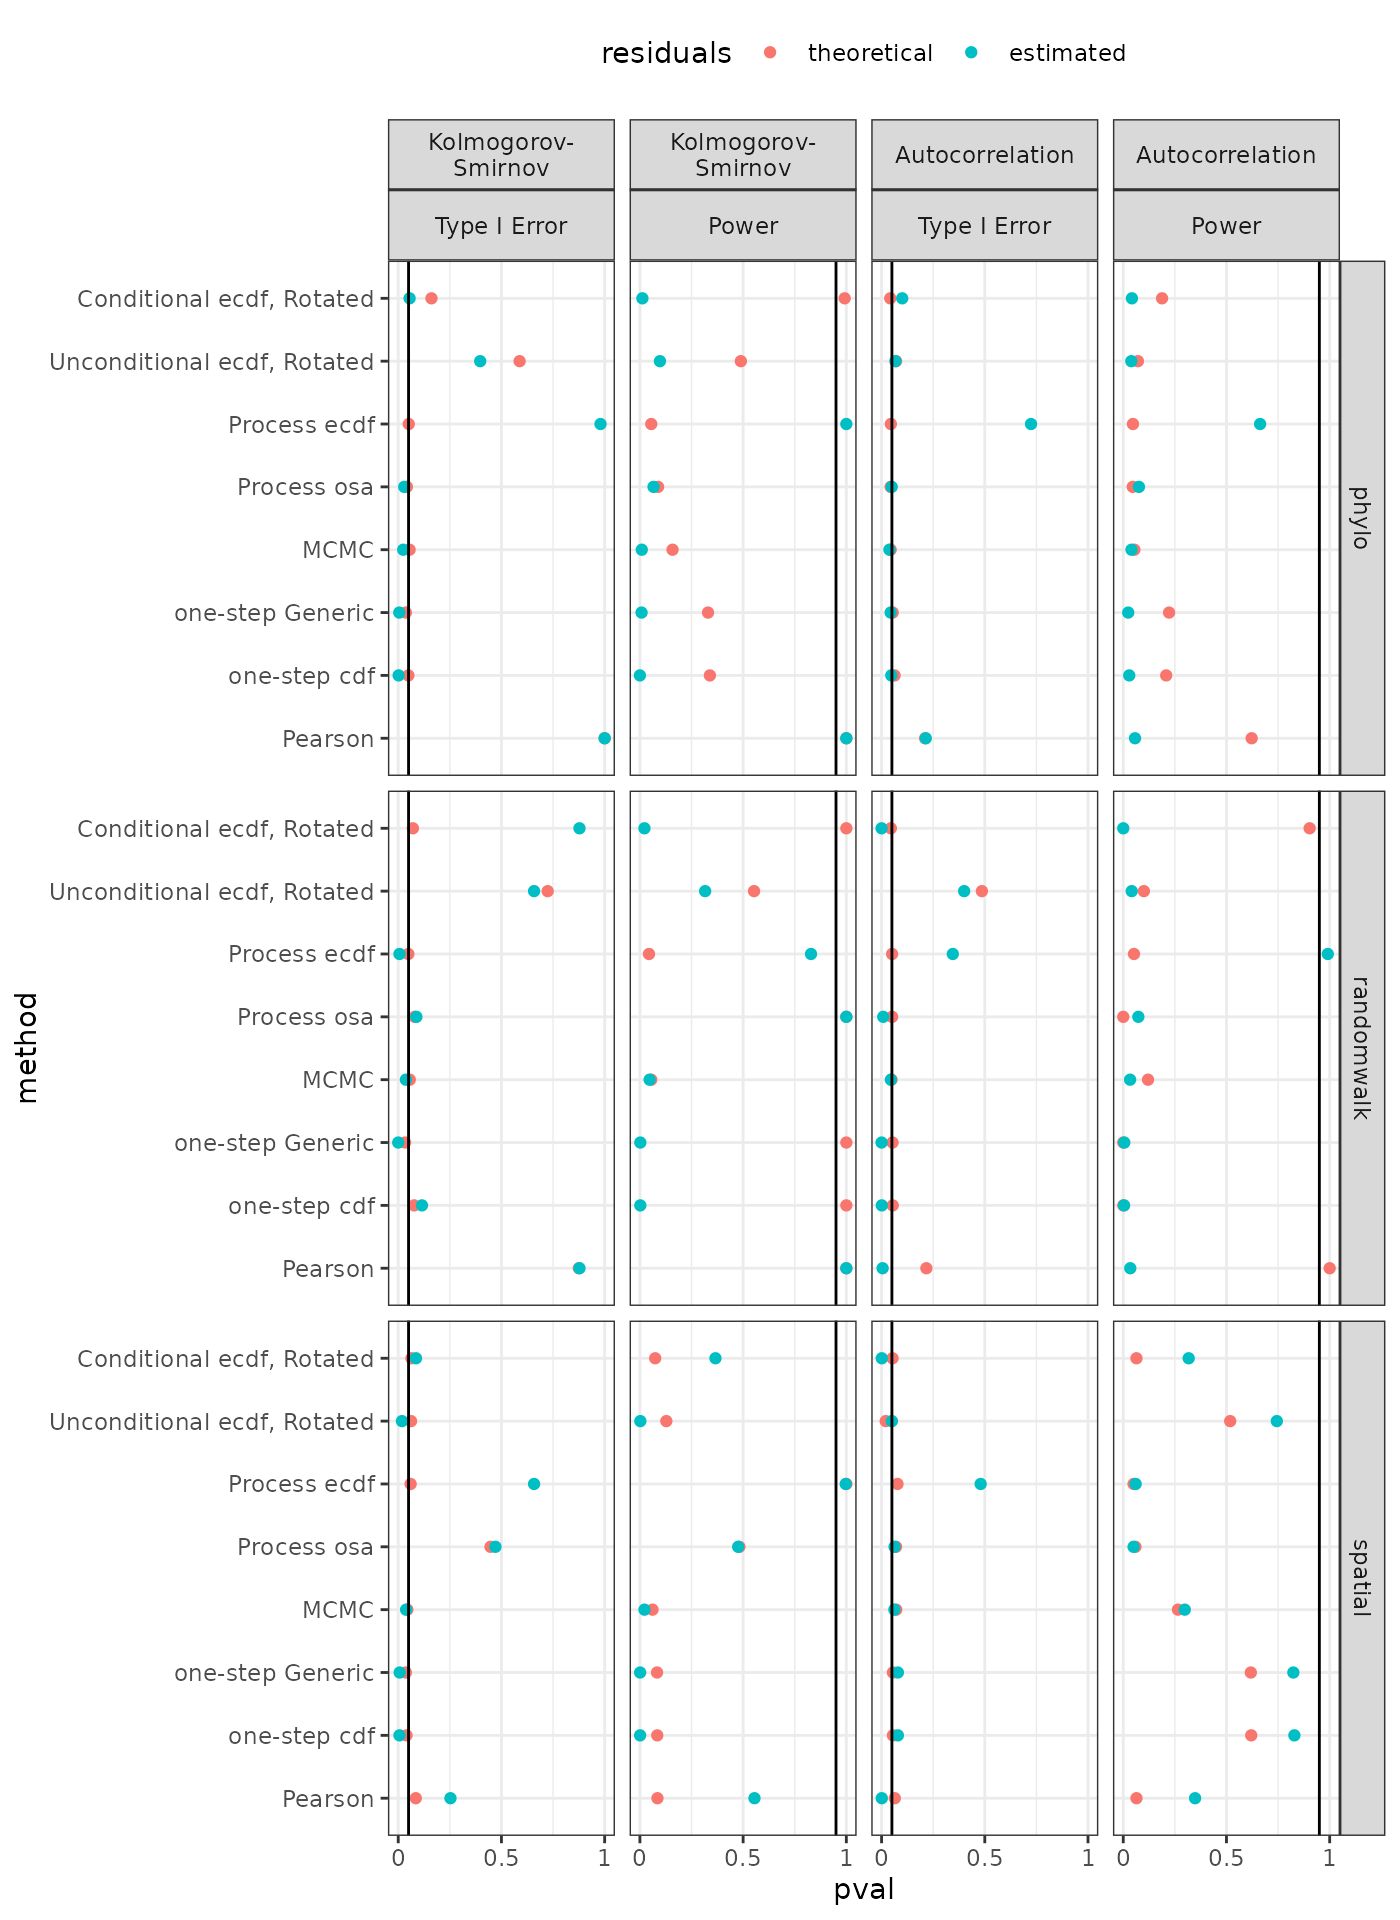 residuals theoretical estimated
Kolmogorov-
Smirnov
Kolmogorov-
Smirnov
Autocorrelation
Autocorrelation
Type I Error
Power
Type I Error
Power
Conditional ecdf, Rotated
Unconditional ecdf, Rotated
Process ecdf
Process osa
MCMC
one-step Generic
one-step cdf
Pearson
phylo
Conditional ecdf, Rotated
Unconditional ecdf, Rotated
Process ecdf
Process osa
MCMC
one-step Generic
one-step cdf
Pearson
randomwalk
Conditional ecdf, Rotated
Unconditional ecdf, Rotated
Process ecdf
Process osa
MCMC
one-step Generic
one-step cdf
Pearson
spatial
method
0 0.5 1 0 0.5 1 0 0.5 1 0 0.5 1
pval